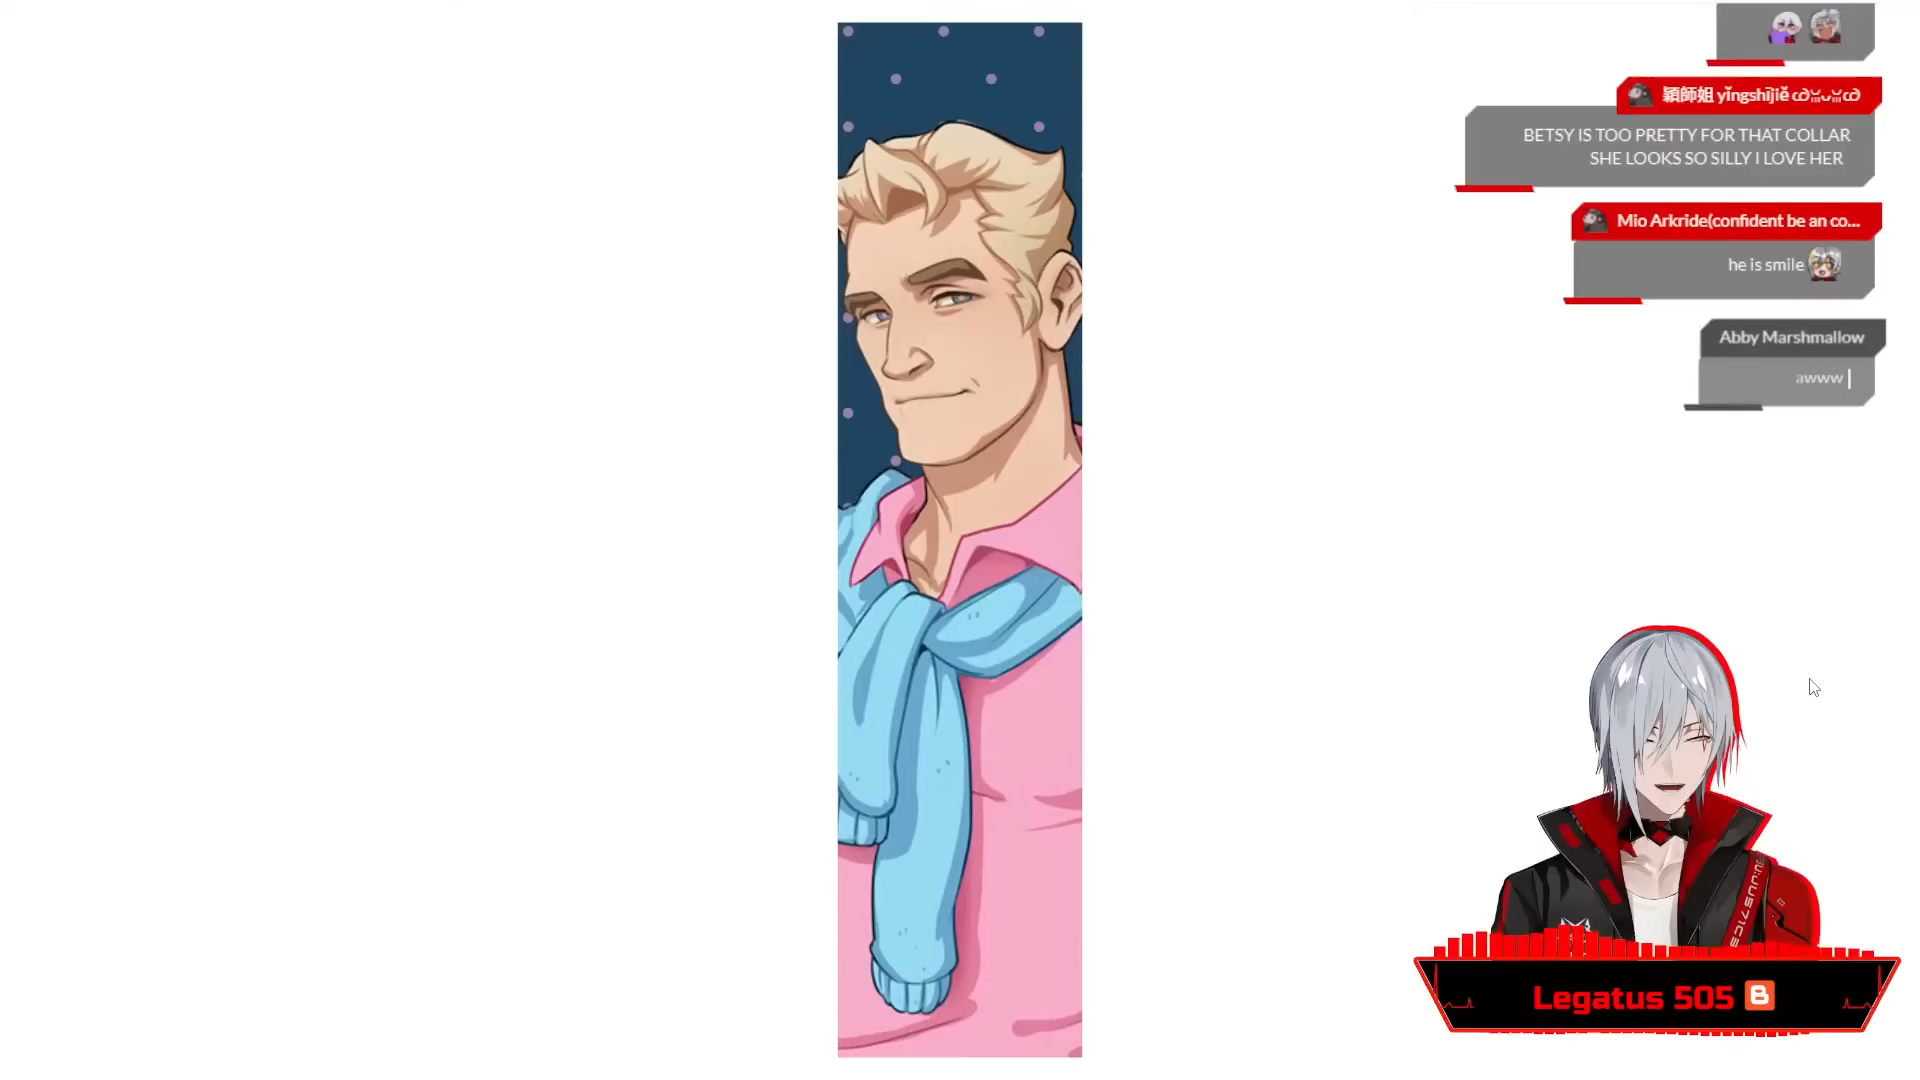 穎師姐 yǐngshījiě
BETSY IS TOO PRETTY FOR THAT COLLAR
SHE LOOKS SO SILLY I LOVE HER
Mio Arkride(confident be an co...
he is smile
Abby Marshmallow
awww |
Legatus 505 B